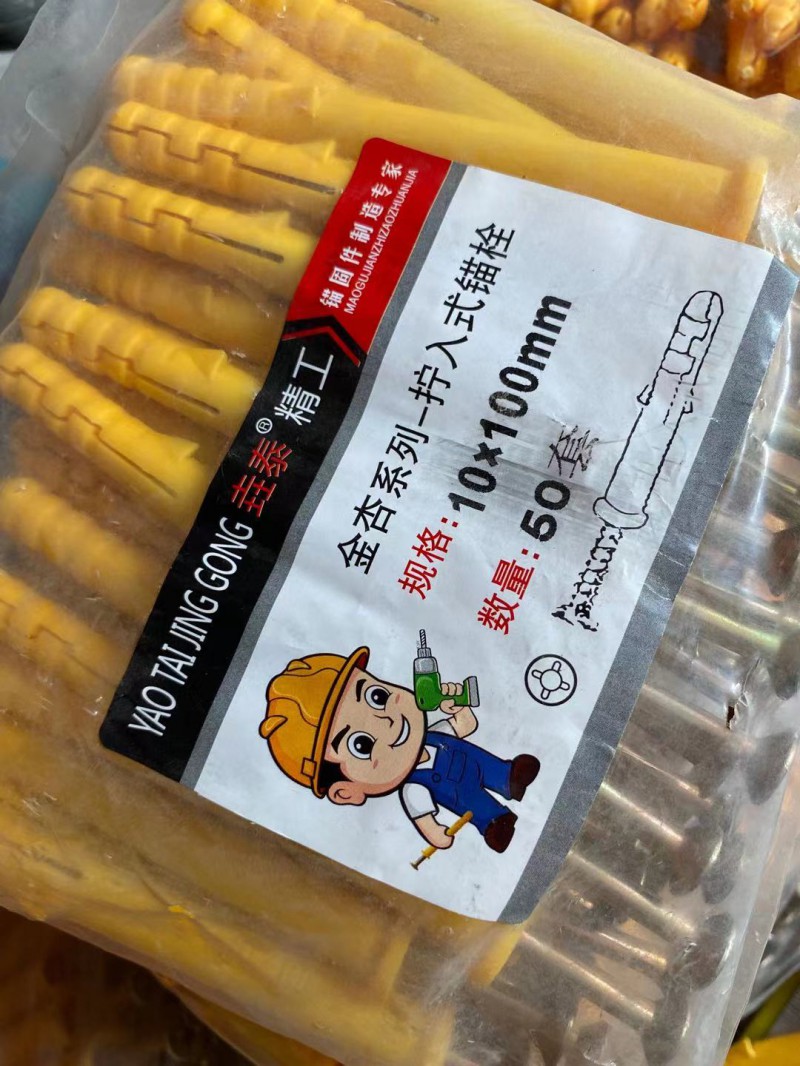 锚固件制造专家
MAOGUJIANZHIZAOZHUANJIA
YAO TAI JING GONG 垚泰® 精工
金杏系列-拧入式锚栓
规格:10×100mm
数量:50套